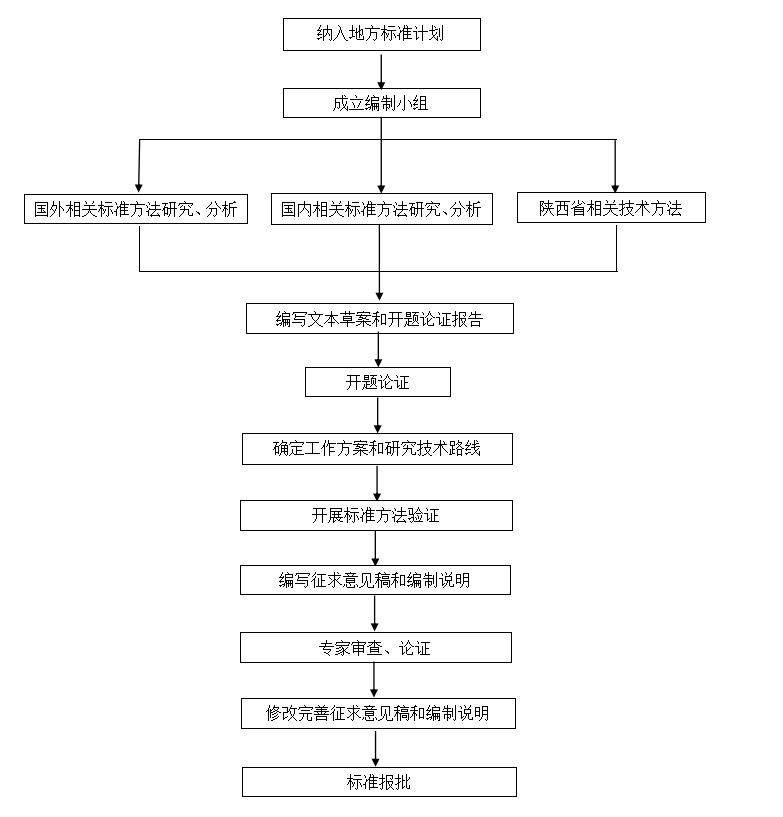 纳入地方标准计划
成立编制小组
国外相关标准方法研究、分析
国内相关标准方法研究、分析
陕西省相关技术方法
编写文本草案和开题论证报告
开题论证
确定工作方案和研究技术路线
开展标准方法验证
编写征求意见稿和编制说明
专家审查、论证
修改完善征求意见稿和编制说明
标准报批